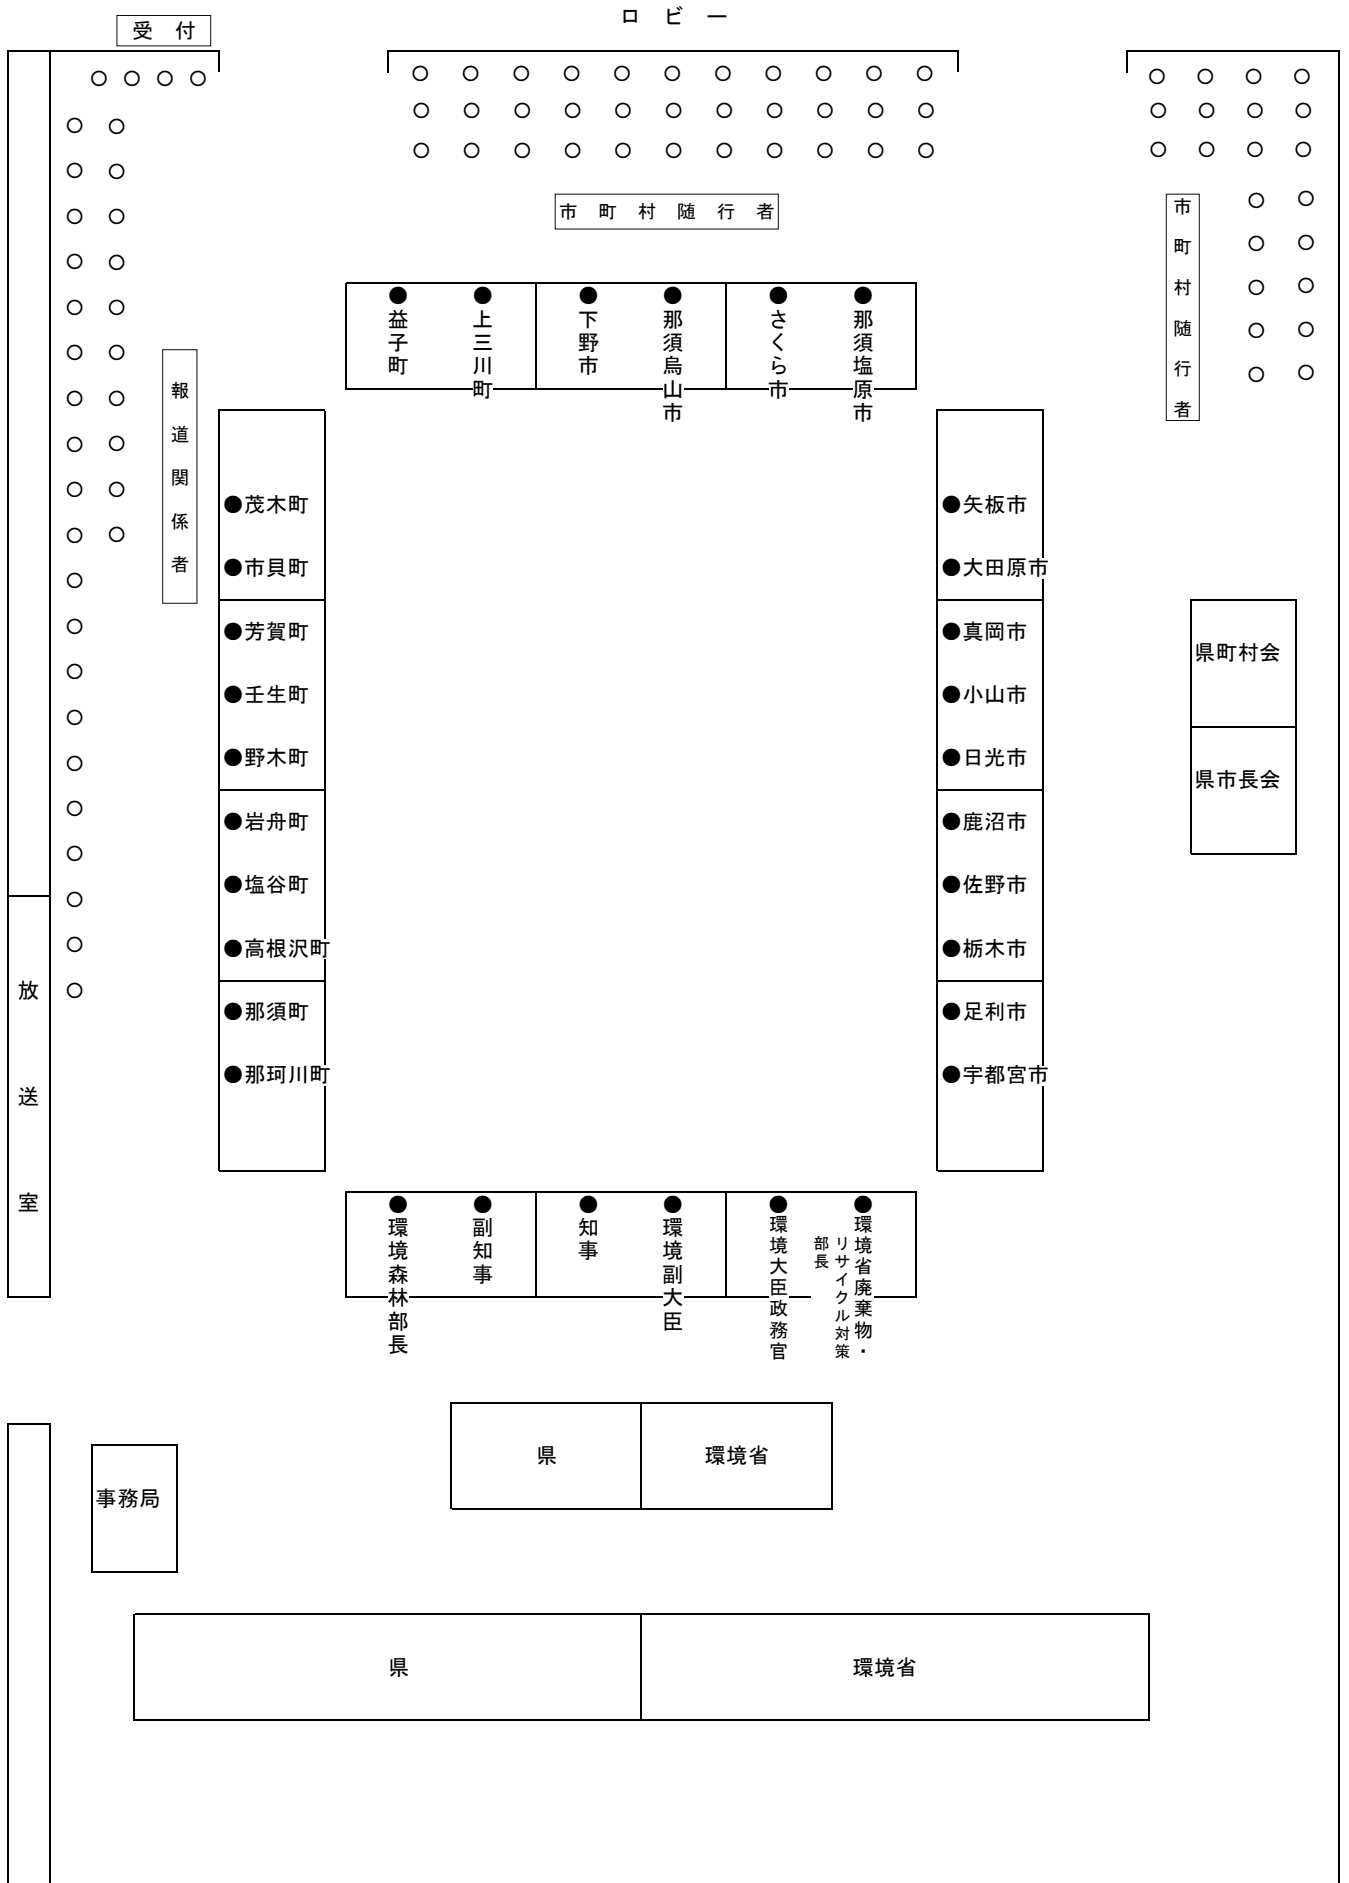 ロビー
受付
市町村随行者
市町村随行者
報道関係者
●益子町
●上三川町
●下野市
●那須烏山市
●さくら市
●那須塩原市
●茂木町
●市貝町
●芳賀町
●壬生町
●野木町
●岩舟町
●塩谷町
●高根沢町
●那須町
●那珂川町
●矢板市
●大田原市
●真岡市
●小山市
●日光市
●鹿沼市
●佐野市
●栃木市
●足利市
●宇都宮市
県町村会
県市長会
放送室
●環境森林部長
●副知事
●知事
●環境副大臣
●環境大臣政務官
●環境省廃棄物・
リサイクル対策
部長
県
環境省
事務局
県
環境省